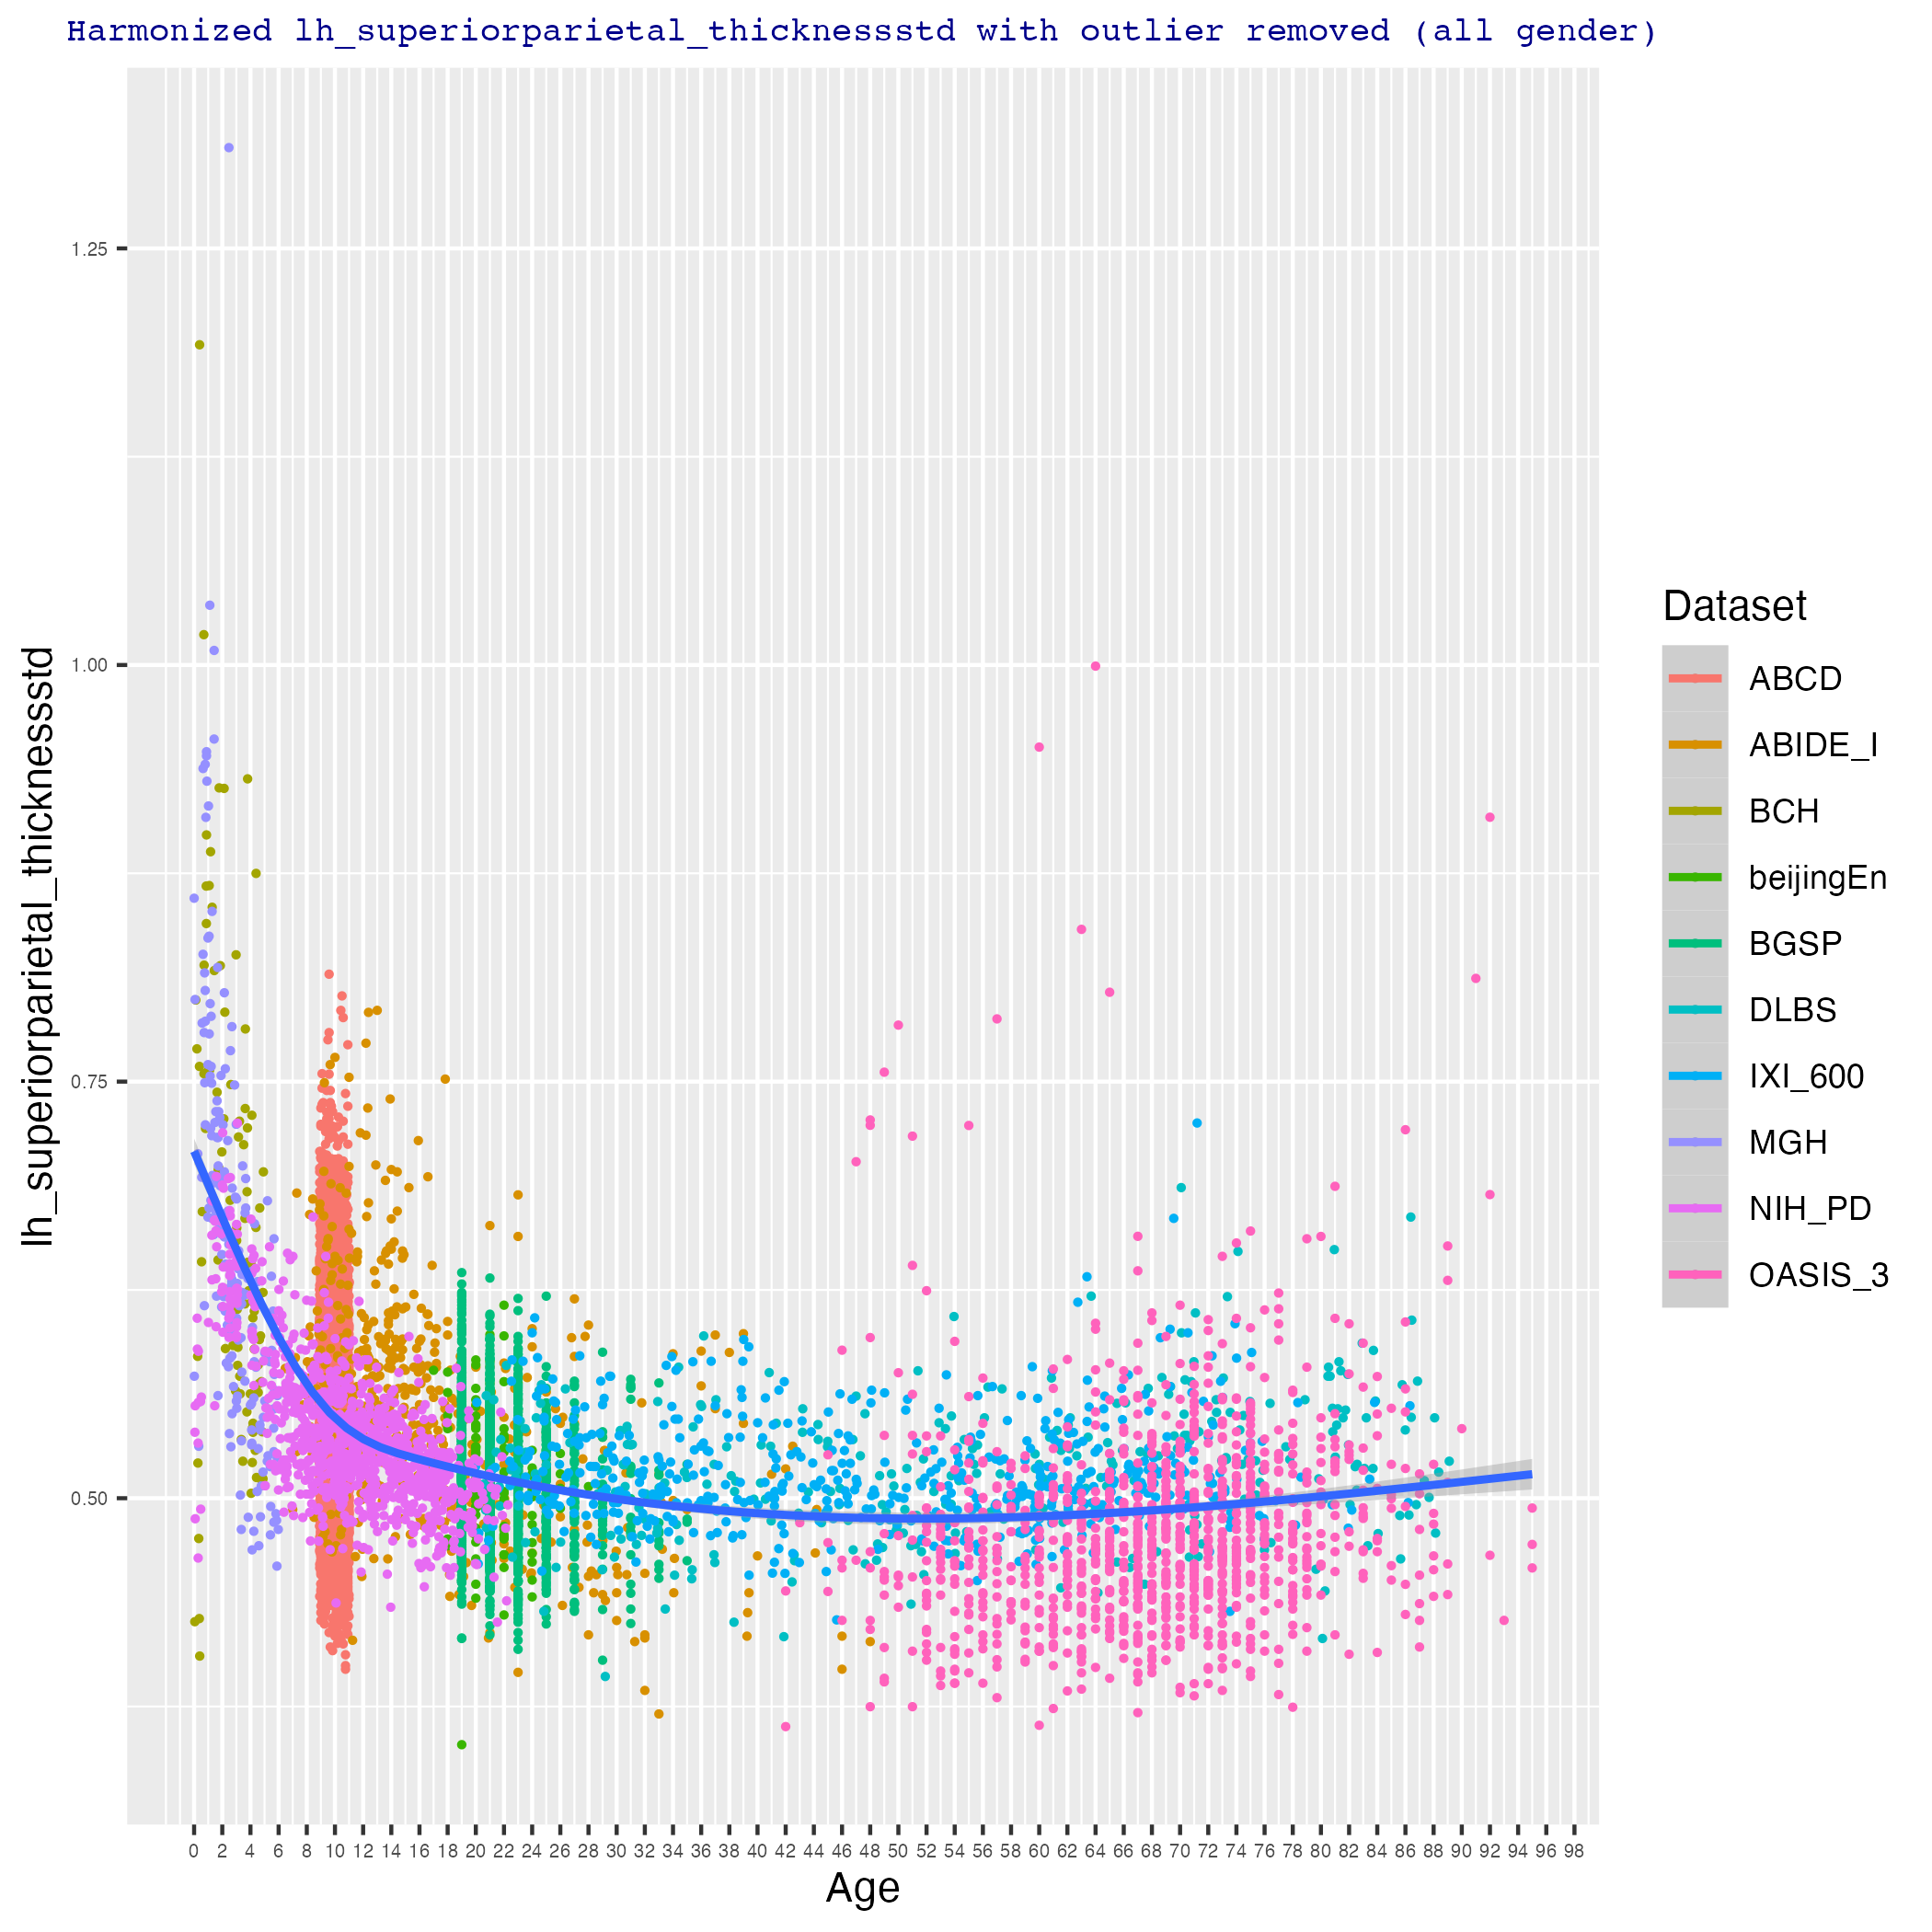 Harmonized lh_superiorparietal_thicknessstd with outlier removed (all gender)
lh_superiorparietal_thicknessstd
1.25
1.00
0.75
0.50
0 2 4 6 8 10 12 14 16 18 20 22 24 26 28 30 32 34 36 38 40 42 44 46 48 50 52 54 56 58 60 62 64 66 68 70 72 74 76 78 80 82 84 86 88 90 92 94 96 98
Age
Dataset
ABCD
ABIDE_I
BCH
beijingEn
BGSP
DLBS
IXI_600
MGH
NIH_PD
OASIS_3